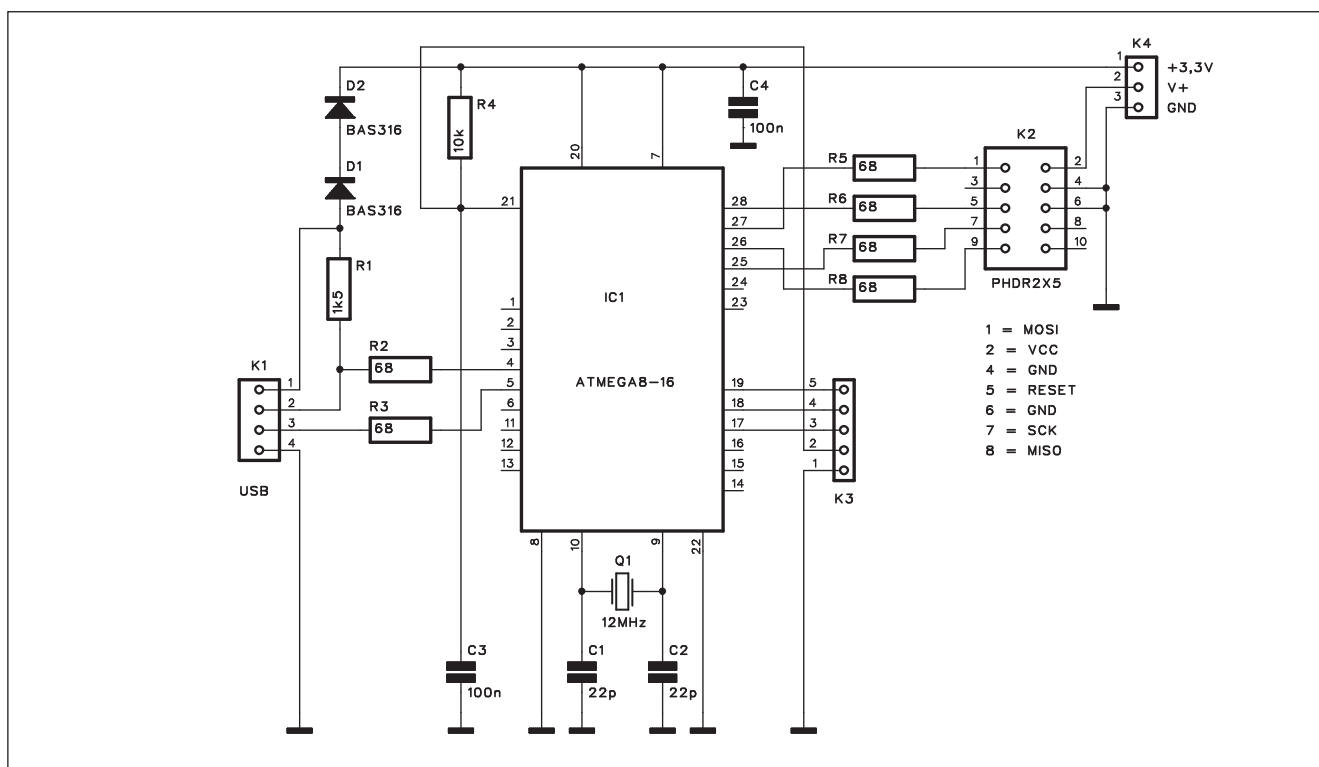 K4
1
+3,3V
2
V+
3
GND
D2
BAS316
R4
10k
C4
100n
20
7
K2
D1
BAS316
R5
68
1
2
21
28
R6
68
3
4
27
5
6
26
R7
68
7
8
25
9
10
R1
1k5
24
R8
68
PHDR2X5
IC1
23
1
2
3
1 = MOSI
2 = VCC
4 = GND
5 = RESET
6 = GND
7 = SCK
8 = MISO
R2
68
4
K1
1
2
3
4
USB
R3
68
5
6
11
12
13
ATMEGA8-16
19
18
17
16
15
14
5
4
3
2
1
K3
8
10
9
22
Q1
12MHz
C3
100n
C1
22p
C2
22p